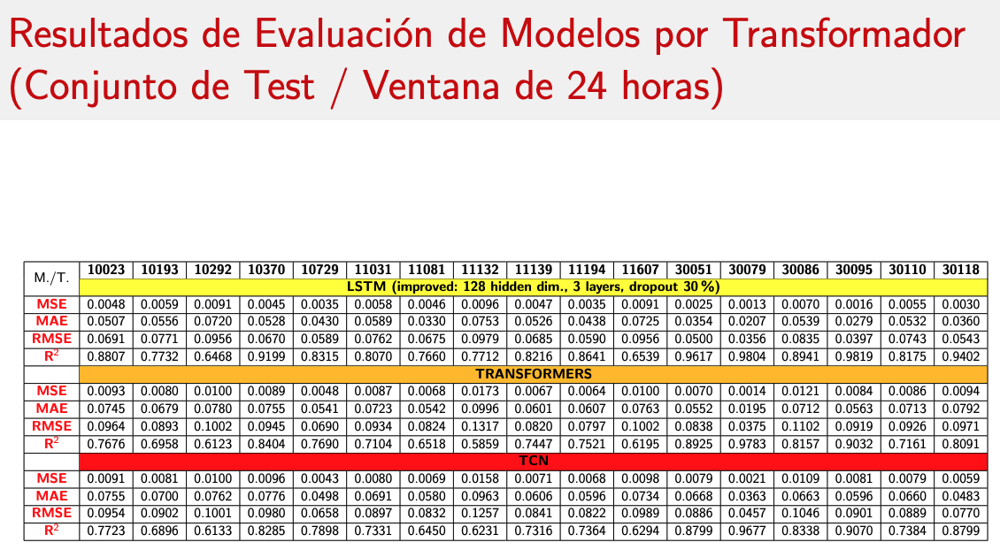 Resultados de Evaluación de Modelos por Transformador
(Conjunto de Test / Ventana de 24 horas)
M./T. 10023 10193 10292 10370 10729 11031 11081 11132 11139 11194 11607 30051 30079 30086 30095 30110 30118
LSTM (improved: 128 hidden dim., 3 layers, dropout 30 %)
MSE 0.0048 0.0059 0.0091 0.0045 0.0035 0.0058 0.0046 0.0096 0.0047 0.0035 0.0091 0.0025 0.0013 0.0070 0.0016 0.0055 0.0030
MAE 0.0507 0.0556 0.0720 0.0528 0.0430 0.0589 0.0330 0.0753 0.0526 0.0438 0.0725 0.0354 0.0207 0.0539 0.0279 0.0532 0.0360
RMSE 0.0691 0.0771 0.0956 0.0670 0.0589 0.0762 0.0675 0.0979 0.0685 0.0590 0.0956 0.0500 0.0356 0.0835 0.0397 0.0743 0.0543
R² 0.8807 0.7732 0.6468 0.9199 0.8315 0.8070 0.7660 0.7712 0.8216 0.8641 0.6539 0.9617 0.9804 0.8941 0.9819 0.8175 0.9402
TRANSFORMERS
MSE 0.0093 0.0080 0.0100 0.0089 0.0048 0.0087 0.0068 0.0173 0.0067 0.0064 0.0100 0.0070 0.0014 0.0121 0.0084 0.0086 0.0094
MAE 0.0745 0.0679 0.0780 0.0755 0.0541 0.0723 0.0542 0.0996 0.0601 0.0607 0.0763 0.0552 0.0195 0.0712 0.0563 0.0713 0.0792
RMSE 0.0964 0.0893 0.1002 0.0945 0.0690 0.0934 0.0824 0.1317 0.0820 0.0797 0.1002 0.0838 0.0375 0.1102 0.0919 0.0926 0.0971
R² 0.7676 0.6958 0.6123 0.8404 0.7690 0.7104 0.6518 0.5859 0.7447 0.7521 0.6195 0.8925 0.9783 0.8157 0.9032 0.7161 0.8091
TCN
MSE 0.0091 0.0081 0.0100 0.0096 0.0043 0.0080 0.0069 0.0158 0.0071 0.0068 0.0098 0.0079 0.0021 0.0109 0.0081 0.0079 0.0059
MAE 0.0755 0.0700 0.0762 0.0776 0.0498 0.0691 0.0580 0.0963 0.0606 0.0596 0.0734 0.0668 0.0363 0.0663 0.0596 0.0660 0.0483
RMSE 0.0954 0.0902 0.1001 0.0980 0.0658 0.0897 0.0832 0.1257 0.0841 0.0822 0.0989 0.0886 0.0457 0.1046 0.0901 0.0889 0.0770
R² 0.7723 0.6896 0.6133 0.8285 0.7898 0.7331 0.6450 0.6231 0.7316 0.7364 0.6294 0.8799 0.9677 0.8338 0.9070 0.7384 0.8799